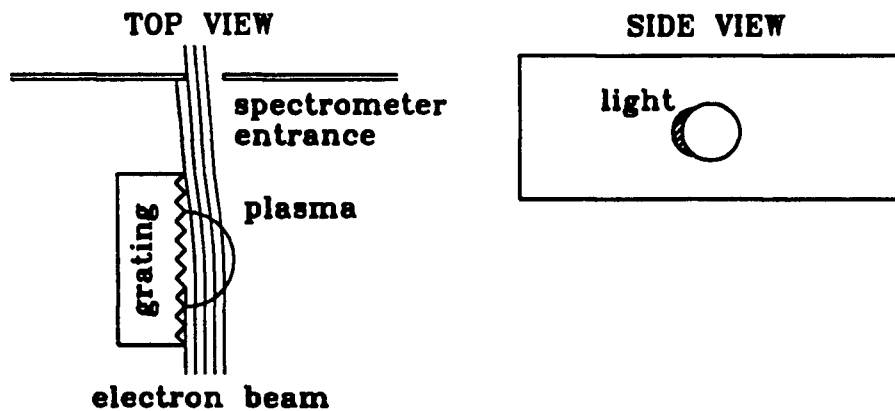 TOP VIEW
spectrometer
entrance
plasma
grating
electron beam
SIDE VIEW
light